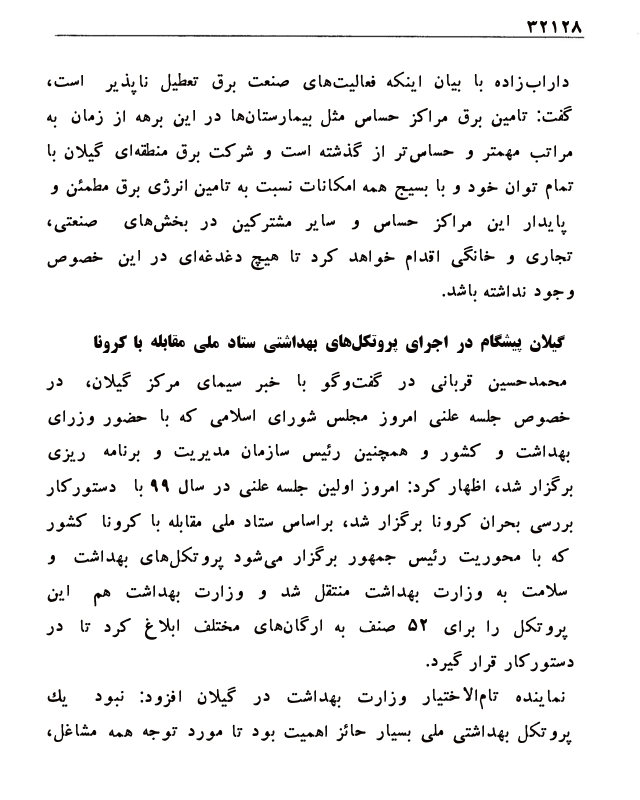 ۳۲۱۲۸
داراب‌زاده با بیان اینکه فعالیت‌های صنعت برق تعطیل ناپذیر است،
گفت: تامین برق مراکز حساس مثل بیمارستان‌ها در این برهه از زمان به
مراتب مهمتر و حساس‌تر از گذشته است و شرکت برق منطقه‌ای گیلان با
تمام توان خود و با بسیج همه امکانات نسبت به تامین انرژی برق مطمئن و
پایدار این مراکز حساس و سایر مشترکین در بخش‌های صنعتی،
تجاری و خانگی اقدام خواهد کرد تا هیچ دغدغه‌ای در این خصوص
وجود نداشته باشد.
گیلان پیشگام در اجرای پروتکل‌های بهداشتی ستاد ملی مقابله با کرونا
محمدحسین قربانی در گفت‌وگو با خبر سیمای مرکز گیلان، در
خصوص جلسه علنی امروز مجلس شورای اسلامی که با حضور وزرای
بهداشت و کشور و همچنین رئیس سازمان مدیریت و برنامه ریزی
برگزار شد، اظهار کرد: امروز اولین جلسه علنی در سال ۹۹ با دستورکار
بررسی بحران کرونا برگزار شد، براساس ستاد ملی مقابله با کرونا کشور
که با محوریت رئیس جمهور برگزار می‌شود پروتکل‌های بهداشت و
سلامت به وزارت بهداشت منتقل شد و وزارت بهداشت هم این
پروتکل را برای ۵۲ صنف به ارگان‌های مختلف ابلاغ کرد تا در
دستورکار قرار گیرد.
نماینده تام‌الاختیار وزارت بهداشت در گیلان افزود: نبود یك
پروتکل بهداشتی ملی بسیار حائز اهمیت بود تا مورد توجه همه مشاغل،